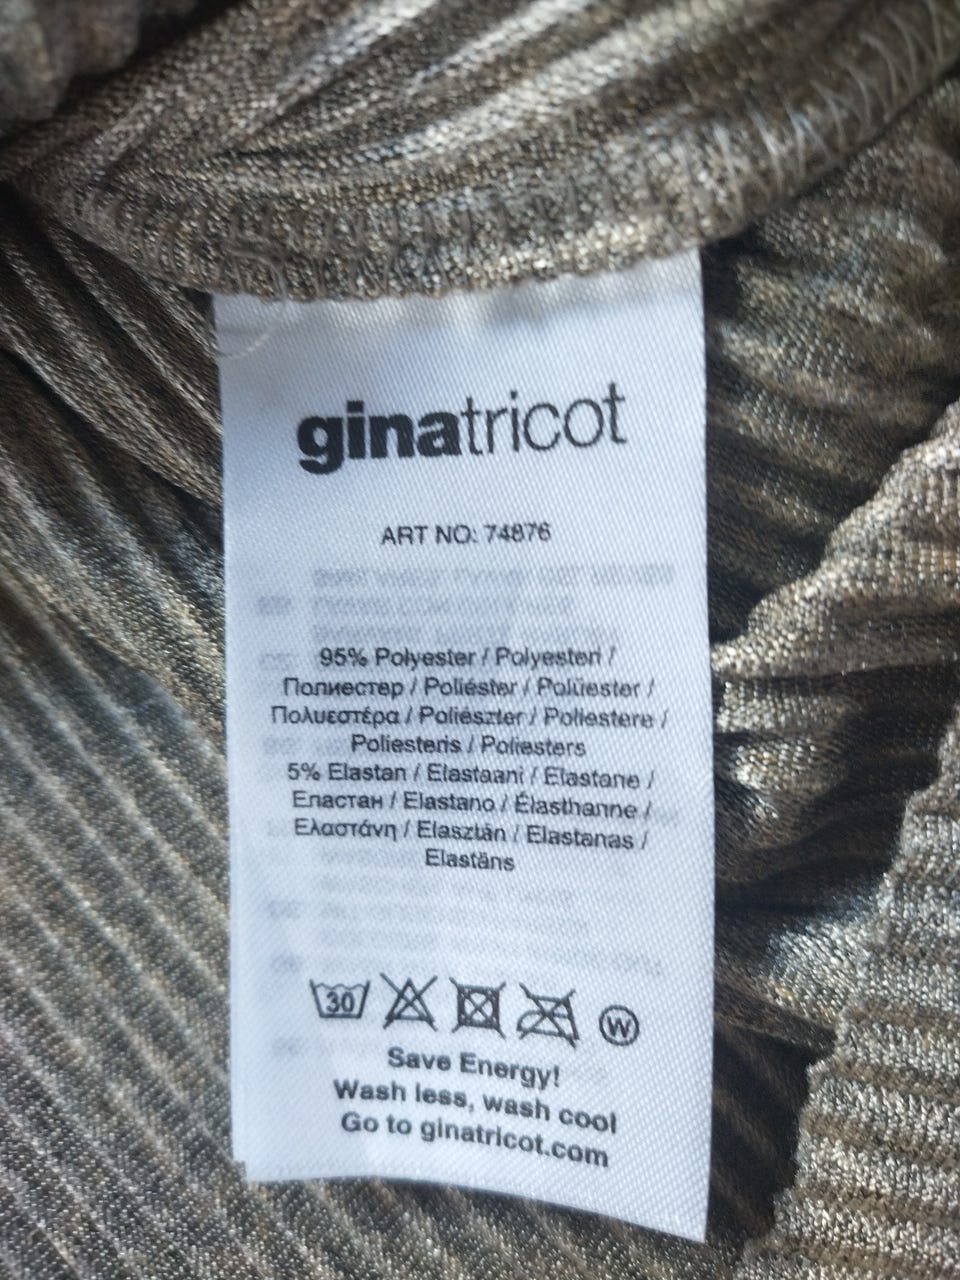 ginatricot
ART NO: 74876
95% Polyester / Polyesteri /
Полиестер / Poliéster / Polüester /
Πολυεστέρα / Poliészter / Poliestere /
Poliesteris / Poliesters
5% Elastan / Elastaani / Elastane /
Еластан / Elastano / Élasthanne /
Ελαστάνη / Elasztán / Elastanas /
Elastāns
30 W
Save Energy!
Wash less, wash cool
Go to ginatricot.com